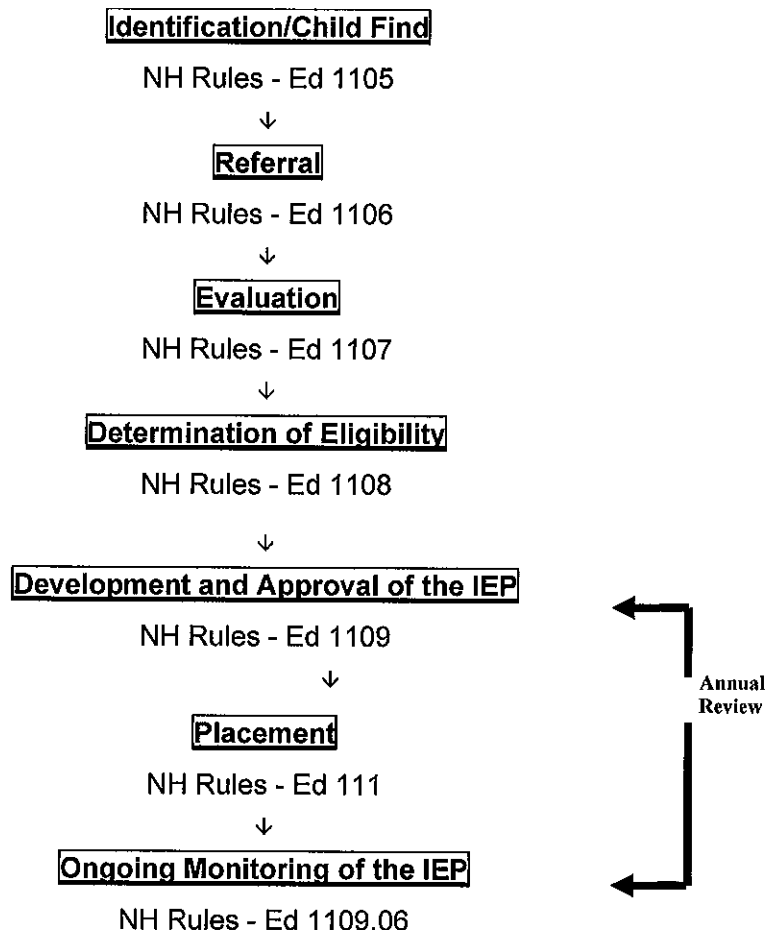 Identification/Child Find
NH Rules - Ed 1105
Referral
NH Rules - Ed 1106
Evaluation
NH Rules - Ed 1107
Determination of Eligibility
NH Rules - Ed 1108
Development and Approval of the IEP
NH Rules - Ed 1109
Annual
Review
Placement
NH Rules - Ed 111
Ongoing Monitoring of the IEP
NH Rules - Ed 1109.06